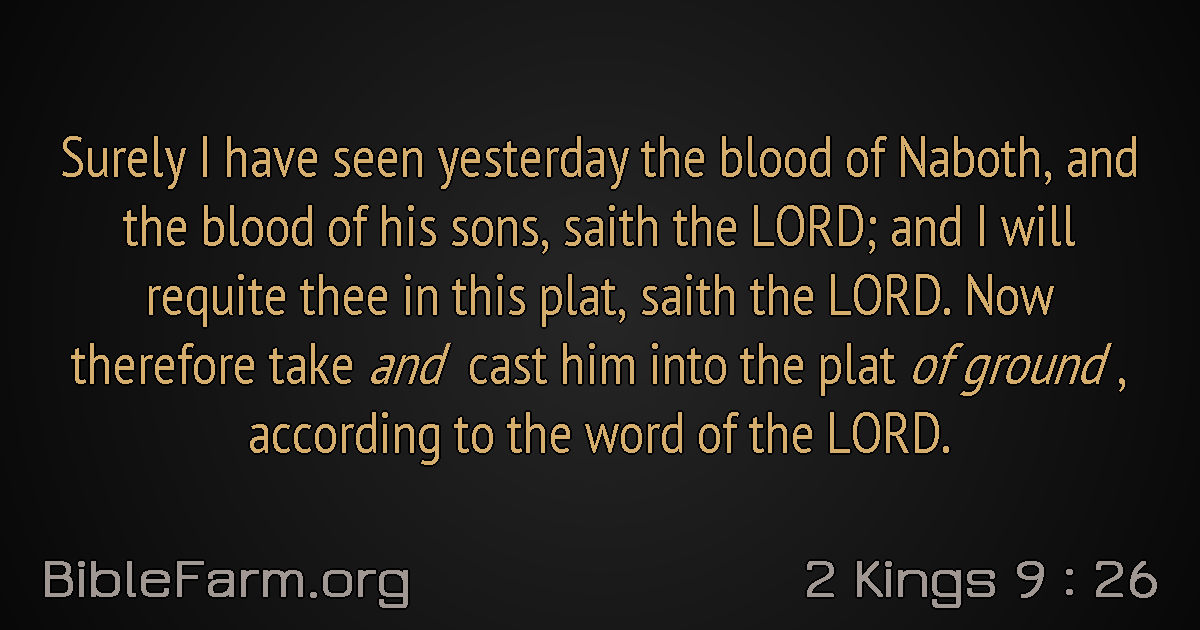 Surely I have seen yesterday the blood of Naboth, and
the blood of his sons, saith the LORD; and I will
requite thee in this plat, saith the LORD. Now
therefore take and cast him into the plat of ground ,
according to the word of the LORD.
BibleFarm.org
2 Kings 9 : 26